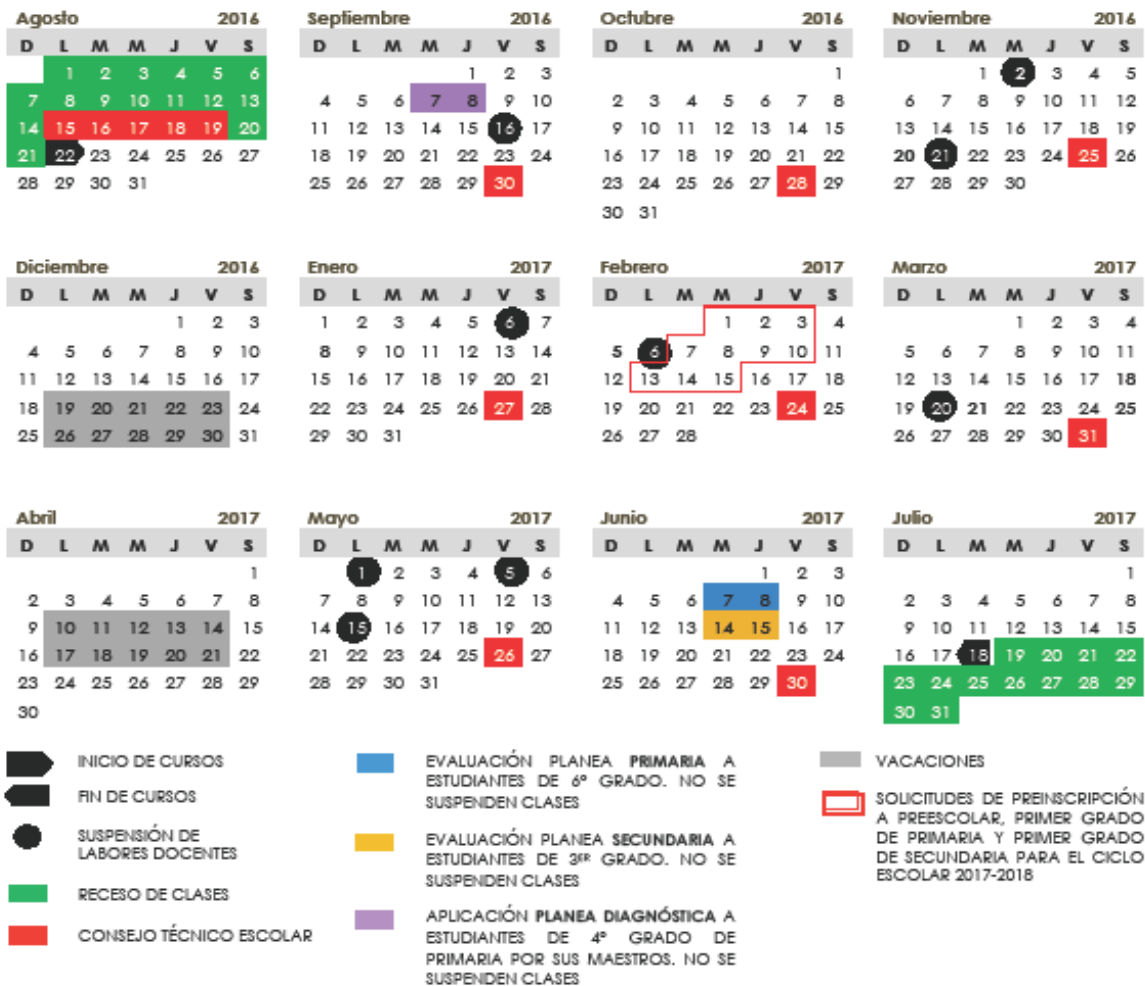 Agosto 2016
D L M M J V S
1 2 3 4 5 6
7 8 9 10 11 12 13
14 15 16 17 18 19 20
21 22 23 24 25 26 27
28 29 30 31
Septiembre 2016
D L M M J V S
1 2 3
4 5 6 7 8 9 10
11 12 13 14 15 16 17
18 19 20 21 22 23 24
25 26 27 28 29 30
Octubre 2016
D L M M J V S
1
2 3 4 5 6 7 8
9 10 11 12 13 14 15
16 17 18 19 20 21 22
23 24 25 26 27 28 29
30 31
Noviembre 2016
D L M M J V S
1 2 3 4 5
6 7 8 9 10 11 12
13 14 15 16 17 18 19
20 21 22 23 24 25 26
27 28 29 30
Diciembre 2016
D L M M J V S
1 2 3
4 5 6 7 8 9 10
11 12 13 14 15 16 17
18 19 20 21 22 23 24
25 26 27 28 29 30 31
Enero 2017
D L M M J V S
1 2 3 4 5 6 7
8 9 10 11 12 13 14
15 16 17 18 19 20 21
22 23 24 25 26 27 28
29 30 31
Febrero 2017
D L M M J V S
1 2 3 4
5 6 7 8 9 10 11
12 13 14 15 16 17 18
19 20 21 22 23 24 25
26 27 28
Marzo 2017
D L M M J V S
1 2 3 4
5 6 7 8 9 10 11
12 13 14 15 16 17 18
19 20 21 22 23 24 25
26 27 28 29 30 31
Abril 2017
D L M M J V S
1
2 3 4 5 6 7 8
9 10 11 12 13 14 15
16 17 18 19 20 21 22
23 24 25 26 27 28 29
30
Mayo 2017
D L M M J V S
1 2 3 4 5 6
7 8 9 10 11 12 13
14 15 16 17 18 19 20
21 22 23 24 25 26 27
28 29 30 31
Junio 2017
D L M M J V S
1 2 3
4 5 6 7 8 9 10
11 12 13 14 15 16 17
18 19 20 21 22 23 24
25 26 27 28 29 30
Julio 2017
D L M M J V S
1
2 3 4 5 6 7 8
9 10 11 12 13 14 15
16 17 18 19 20 21 22
23 24 25 26 27 28 29
30 31
INICIO DE CURSOS
FIN DE CURSOS
SUSPENSIÓN DE
LABORES DOCENTES
RECESO DE CLASES
CONSEJO TÉCNICO ESCOLAR
EVALUACIÓN PLANEA PRIMARIA A
ESTUDIANTES DE 6º GRADO. NO SE
SUSPENDEN CLASES
EVALUACIÓN PLANEA SECUNDARIA A
ESTUDIANTES DE 3ER GRADO. NO SE
SUSPENDEN CLASES
APLICACIÓN PLANEA DIAGNÓSTICA A
ESTUDIANTES DE 4º GRADO DE
PRIMARIA POR SUS MAESTROS. NO SE
SUSPENDEN CLASES
VACACIONES
SOLICITUDES DE PREINSCRIPCIÓN
A PREESCOLAR, PRIMER GRADO
DE PRIMARIA Y PRIMER GRADO
DE SECUNDARIA PARA EL CICLO
ESCOLAR 2017-2018